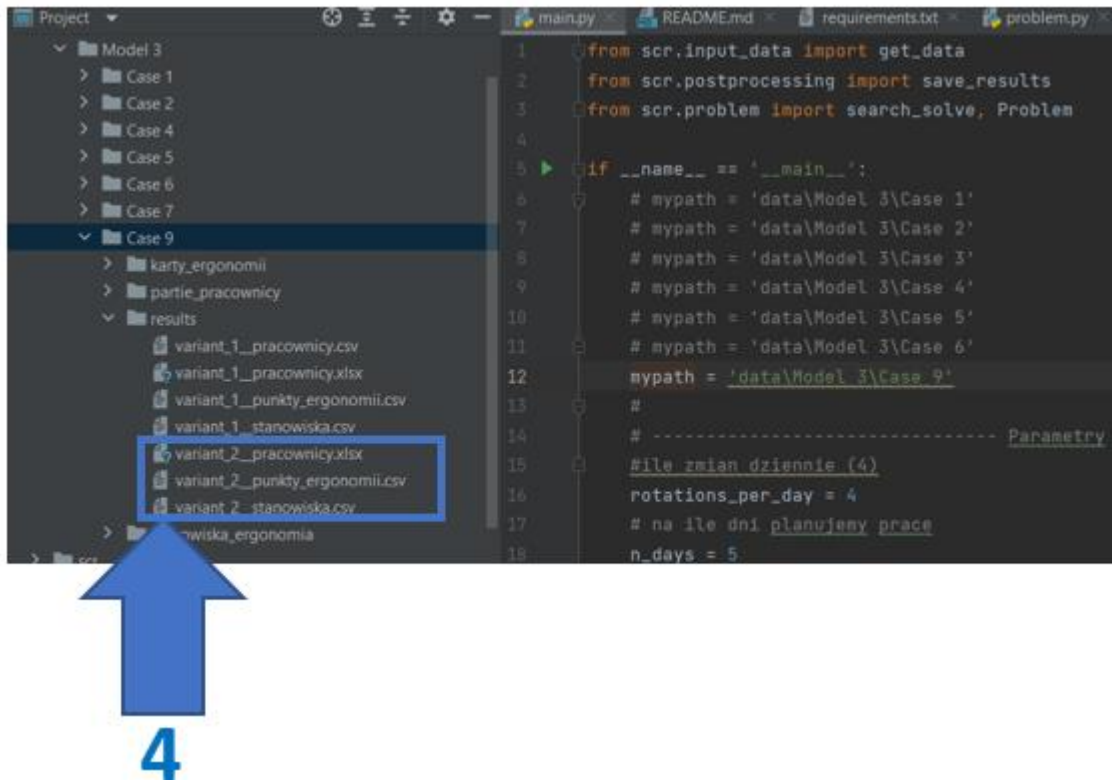 Project
Model 3
Case 1
Case 2
Case 4
Case 5
Case 6
Case 7
Case 9
karty_ergonomii
partie_pracownicy
results
variant_1__pracownicy.csv
variant_1__pracownicy.xlsx
variant_1__punkty_ergonomii.csv
variant_1__stanowiska.csv
variant_2__pracownicy.xlsx
variant_2__punkty_ergonomii.csv
variant_2__stanowiska.csv
owiska_ergonomia
scr
main.py
README.md
requirements.txt
problem.py
1 from scr.input_data import get_data
2 from scr.postprocessing import save_results
3 from scr.problem import search_solve, Problem
4
5 if __name__ == '__main__':
6 # mypath = 'data\Model 3\Case 1'
7 # mypath = 'data\Model 3\Case 2'
8 # mypath = 'data\Model 3\Case 3'
9 # mypath = 'data\Model 3\Case 4'
10 # mypath = 'data\Model 3\Case 5'
11 # mypath = 'data\Model 3\Case 6'
12 mypath = 'data\Model 3\Case 9'
13 #
14 # ------------------------------- Parametry
15 #ile zmian dziennie (4)
16 rotations_per_day = 4
17 # na ile dni planujemy prace
18 n_days = 5
4